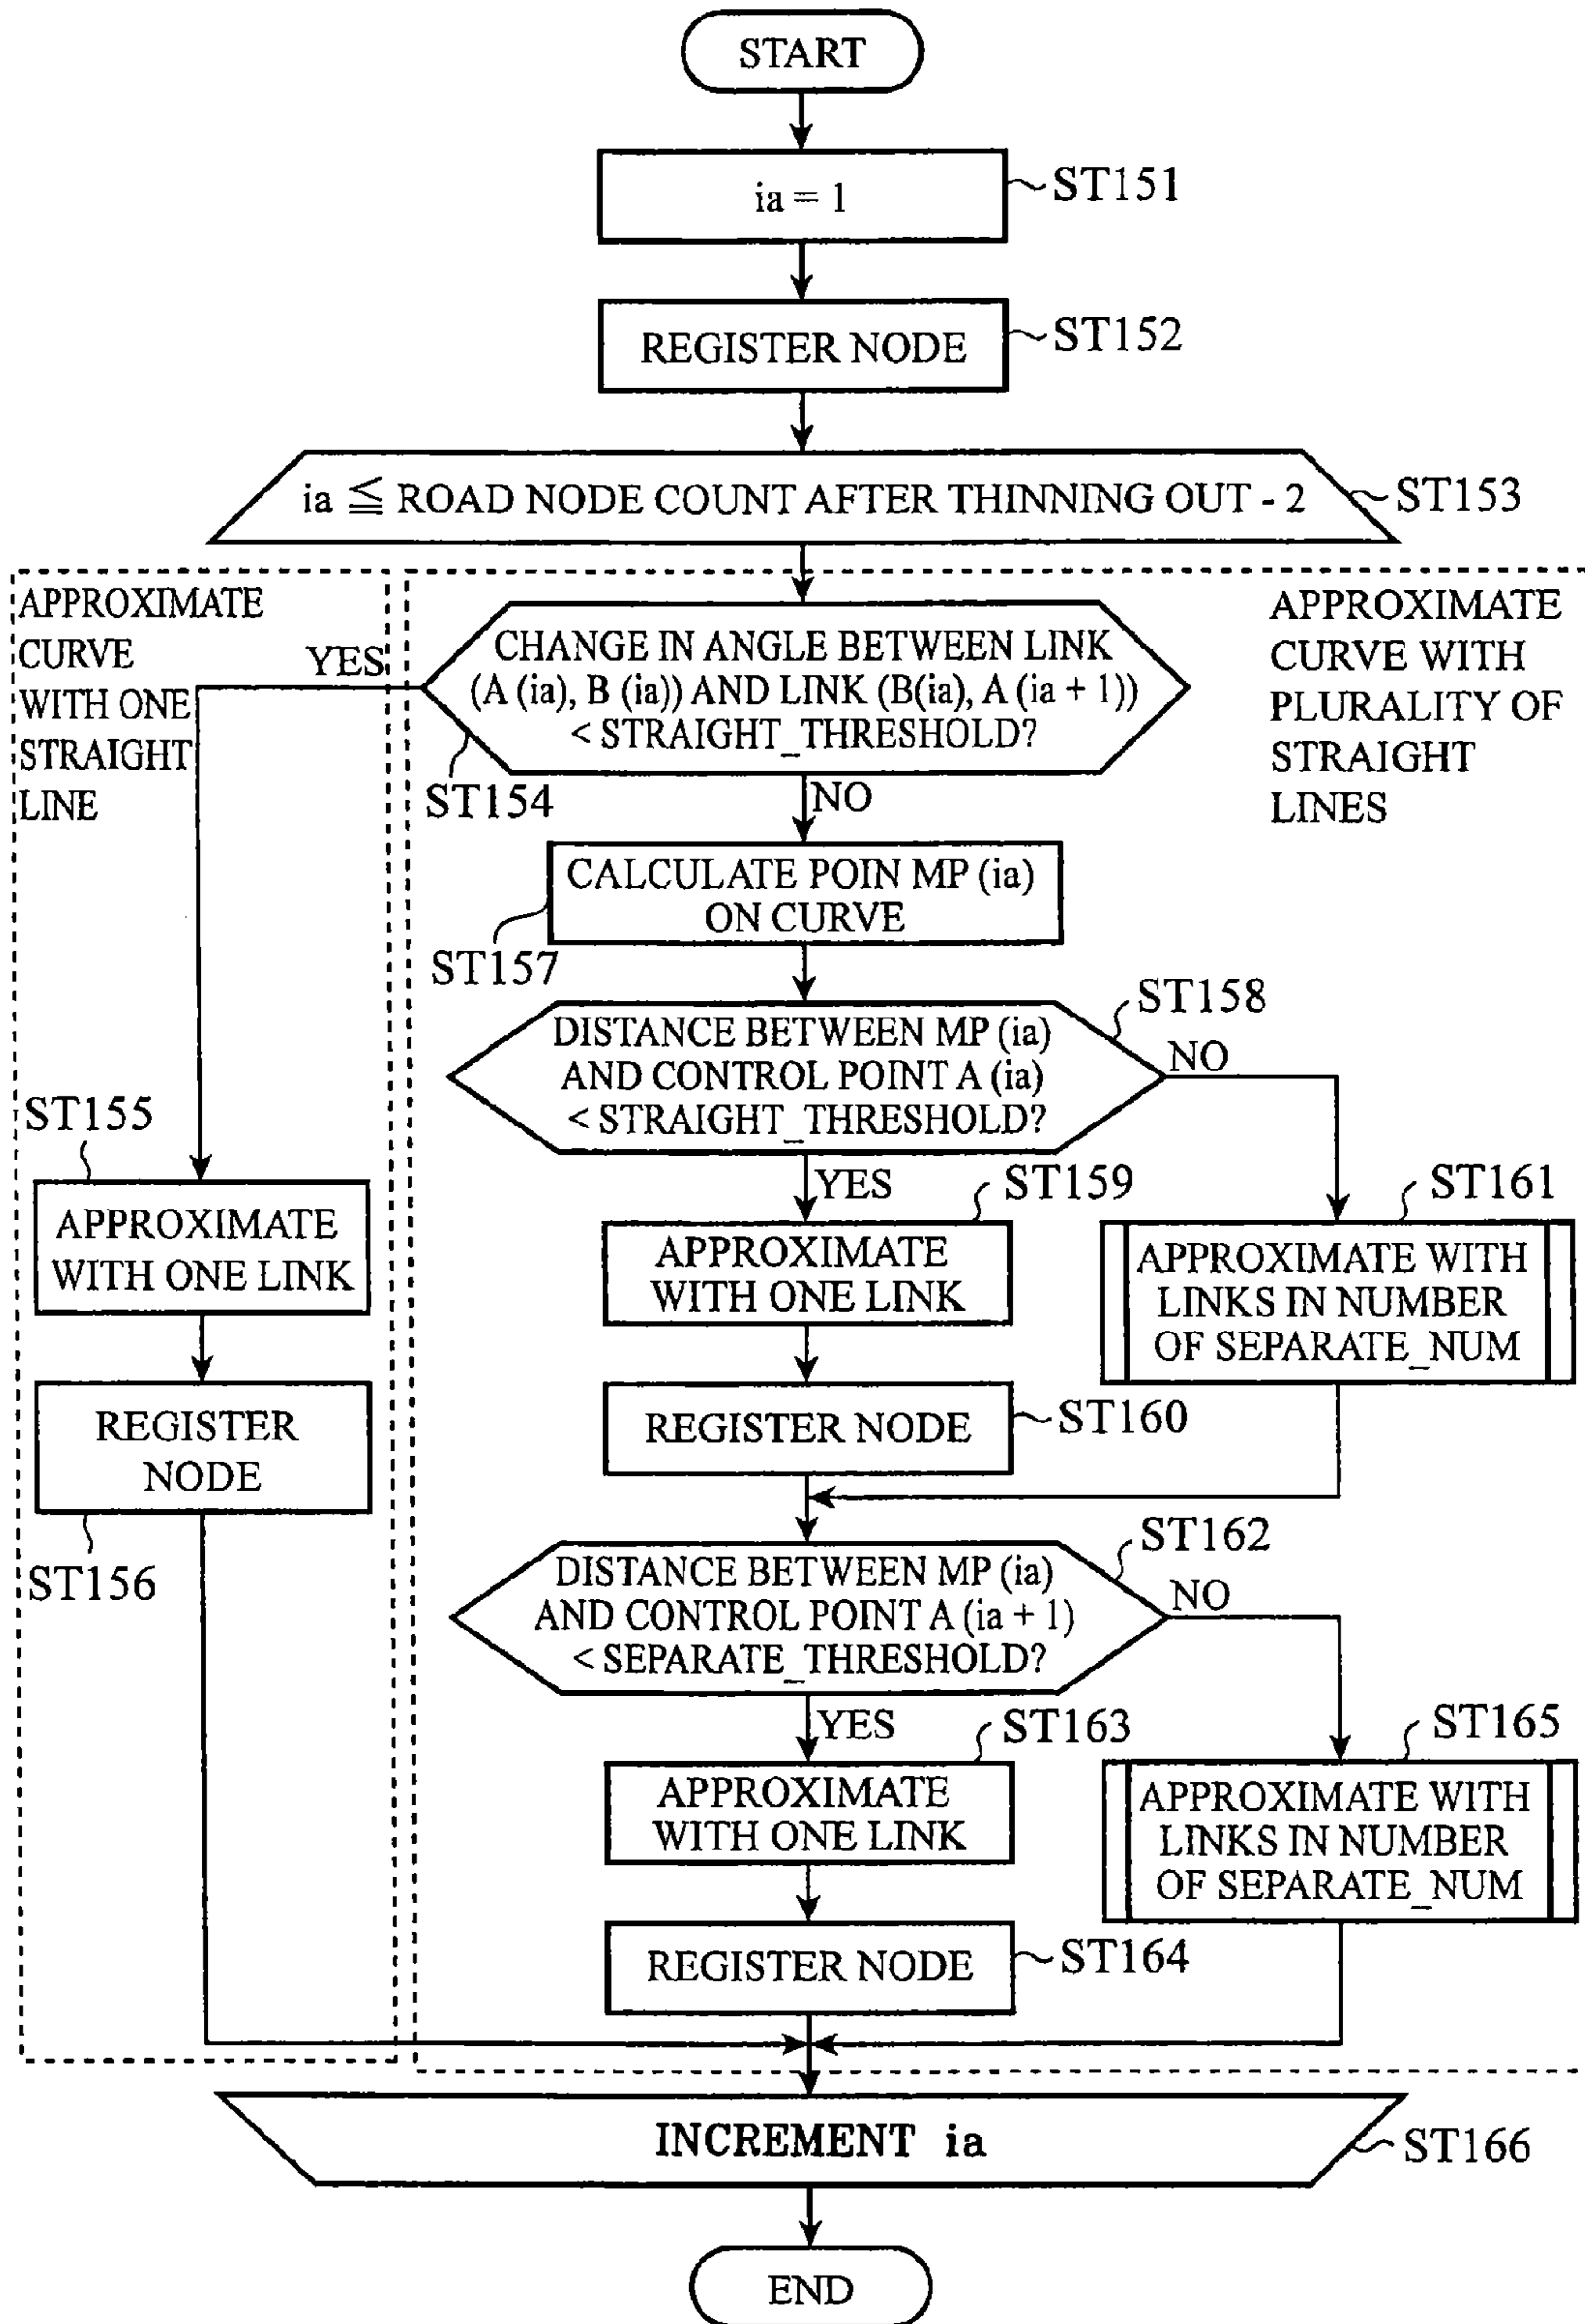 START
ia = 1
ST151
REGISTER NODE
ST152
ia ≦ ROAD NODE COUNT AFTER THINNING OUT - 2
ST153
APPROXIMATE
CURVE
WITH ONE
STRAIGHT
LINE
YES
CHANGE IN ANGLE BETWEEN LINK
(A (ia), B (ia)) AND LINK (B(ia), A (ia + 1))
< STRAIGHT_THRESHOLD?
ST154
NO
APPROXIMATE
CURVE WITH
PLURALITY OF
STRAIGHT
LINES
CALCULATE POIN MP (ia)
ON CURVE
ST157
DISTANCE BETWEEN MP (ia)
AND CONTROL POINT A (ia)
< STRAIGHT_THRESHOLD?
ST158
NO
YES
ST155
APPROXIMATE
WITH ONE LINK
REGISTER
NODE
ST156
ST159
APPROXIMATE
WITH ONE LINK
ST161
APPROXIMATE WITH
LINKS IN NUMBER
OF SEPARATE_NUM
REGISTER NODE
ST160
DISTANCE BETWEEN MP (ia)
AND CONTROL POINT A (ia + 1)
< SEPARATE_THRESHOLD?
ST162
NO
YES
ST163
APPROXIMATE
WITH ONE LINK
ST165
APPROXIMATE WITH
LINKS IN NUMBER
OF SEPARATE_NUM
REGISTER NODE
ST164
INCREMENT ia
ST166
END